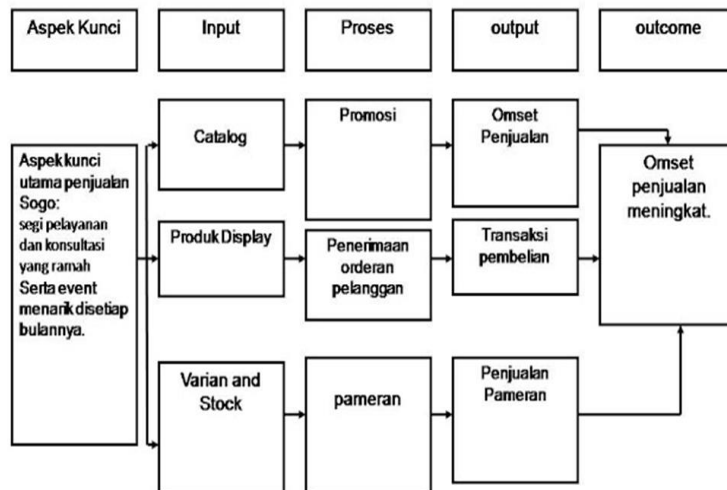 Aspek Kunci
Input
Proses
output
outcome
Aspek kunci
utama penjualan
Sogo:
segi pelayanan
dan konsultasi
yang ramah
Serta event
menarik disetiap
bulannya.
Catalog
Promosi
Omset
Penjualan
Omset
penjualan
meningkat.
Produk Display
Penerimaan
orderan
pelanggan
Transaksi
pembelian
Varian and
Stock
pameran
Penjualan
Pameran